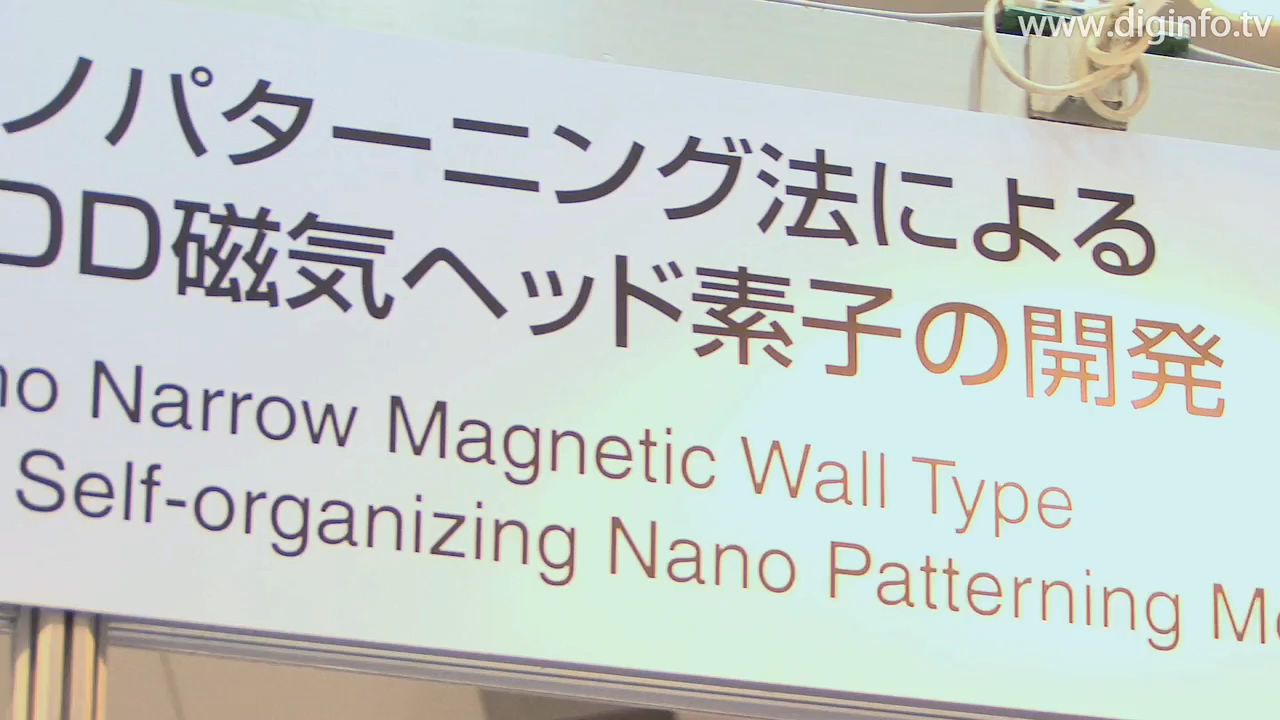 www.diginfo.tv
ノパターニング法による
DD磁気ヘッド素子の開発
no Narrow Magnetic Wall Type
Self-organizing Nano Patterning M